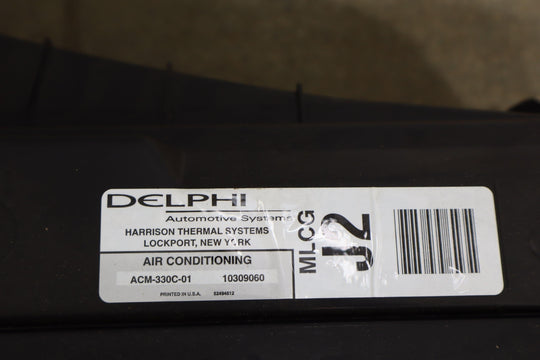 DELPHI
Automotive Systems
HARRISON THERMAL SYSTEMS
LOCKPORT, NEW YORK
AIR CONDITIONING
ACM-330C-01 10309060
PRINTED IN U.S.A. 52494812
MLCG
J2